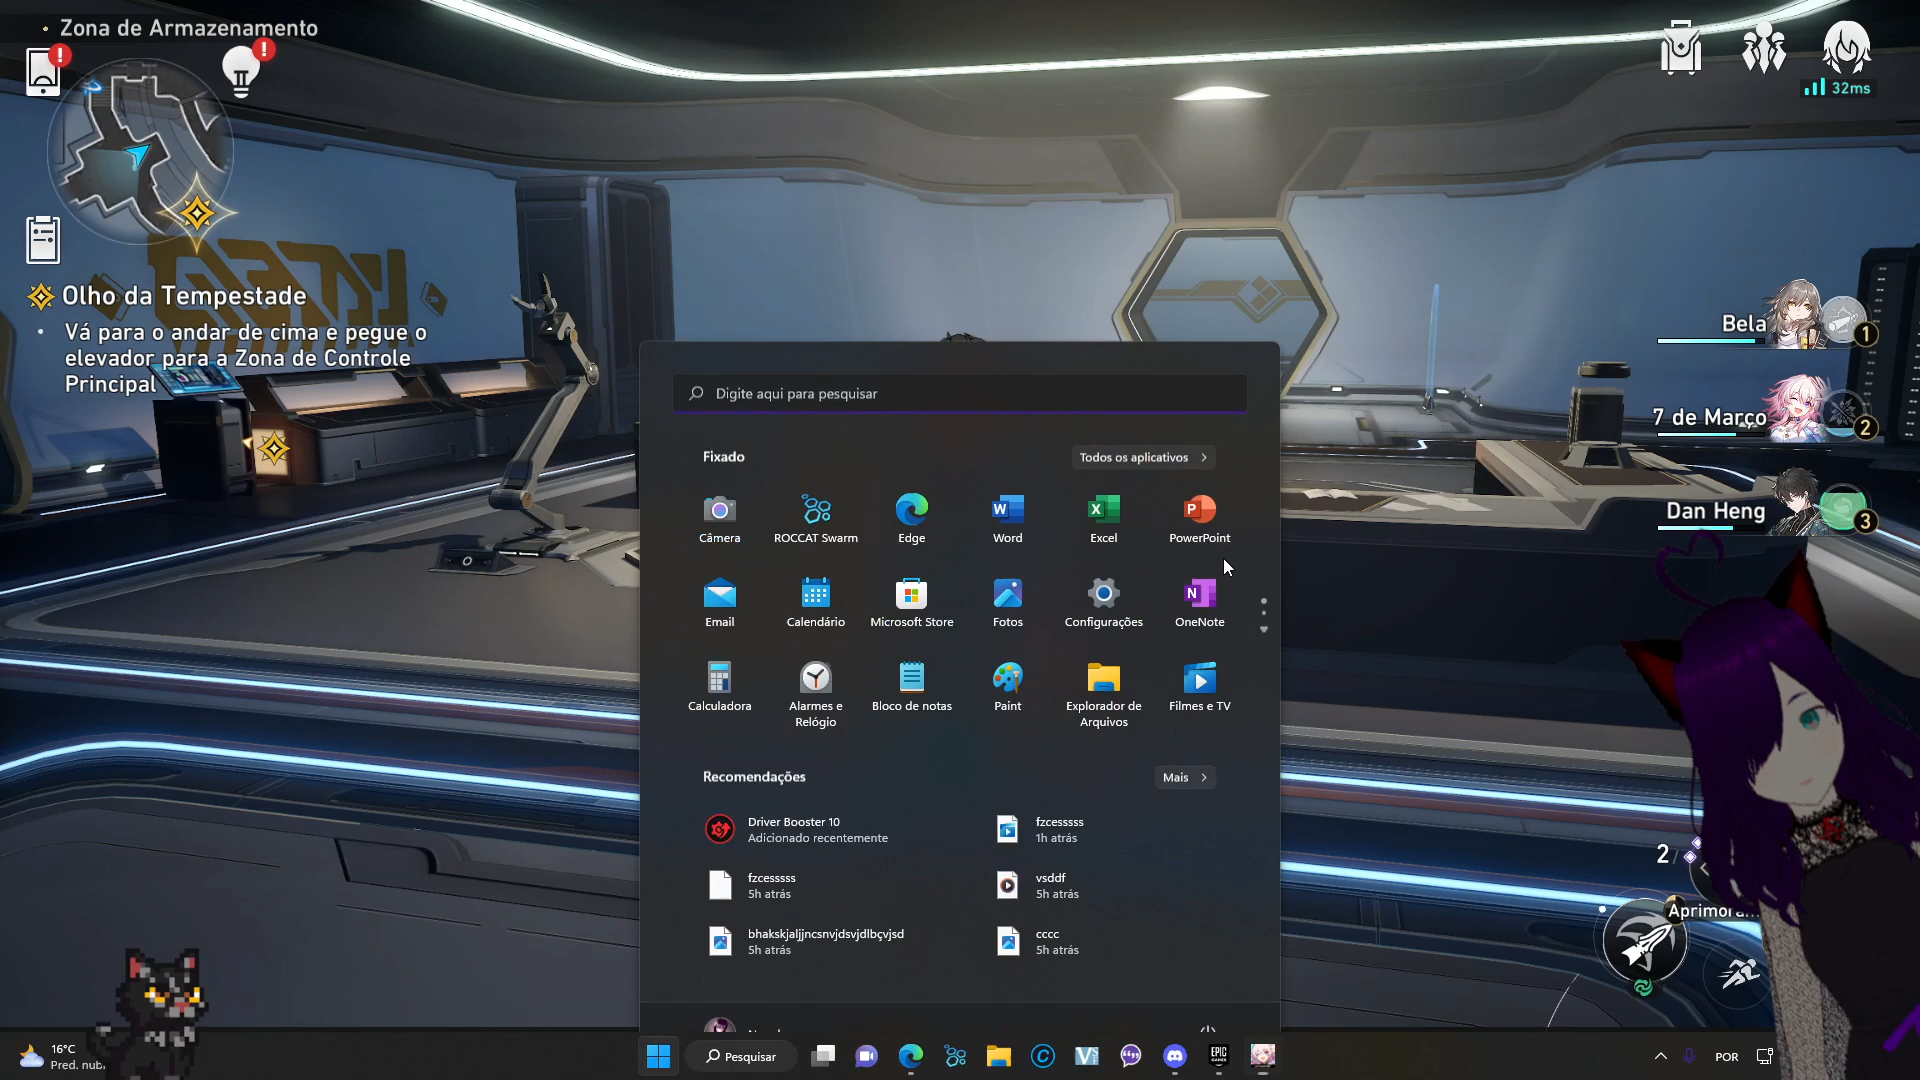 Zona de Armazenamento
32ms
Olho da Tempestade
Vá para o andar de cima e pegue o
elevador para a Zona de Controle
Principal
Bela
1
7 de Março
2
Dan Heng
3
Digite aqui para pesquisar
Fixado
Todos os aplicativos
Câmera
ROCCAT Swarm
Edge
Word
Excel
PowerPoint
Email
Calendário
Microsoft Store
Fotos
Configurações
OneNote
Calculadora
Alarmes e
Relógio
Bloco de notas
Paint
Explorador de
Arquivos
Filmes e TV
Recomendações
Mais
Driver Booster 10
Adicionado recentemente
fzcesssss
1h atrás
fzcesssss
5h atrás
vsddf
5h atrás
bhakskjaljjncsnvjdsvjdlbçvjsd
5h atrás
cccc
5h atrás
2
Aprimoram...
16°C
Pred. nub.
Pesquisar
EPIC
GAMES
POR